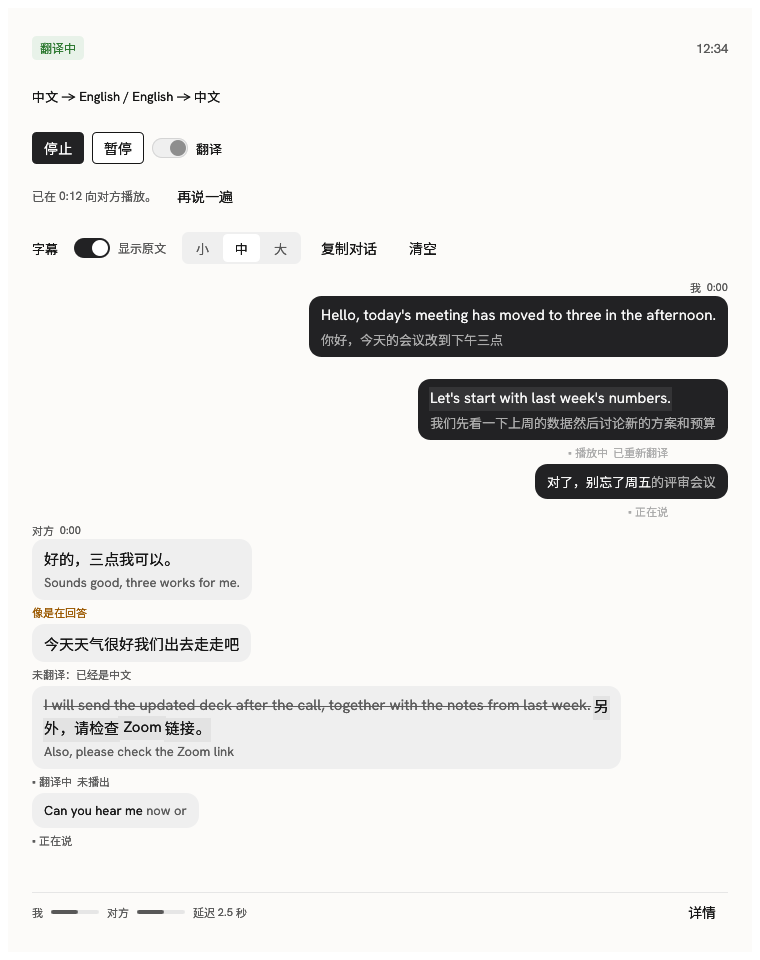 翻译中
12:34
中文 → English / English → 中文
停止 暂停 翻译
已在 0:12 向对方播放。 再说一遍
字幕 显示原文 小 中 大 复制对话 清空
我 0:00
Hello, today's meeting has moved to three in the afternoon.
你好，今天的会议改到下午三点
Let's start with last week's numbers.
我们先看一下上周的数据然后讨论新的方案和预算
• 播放中 已重新翻译
对了，别忘了周五的评审会议
• 正在说
对方 0:00
好的，三点我可以。
Sounds good, three works for me.
像是在回答
今天天气很好我们出去走走吧
未翻译：已经是中文
I will send the updated deck after the call, together with the notes from last week. 另
外，请检查 Zoom 链接。
Also, please check the Zoom link
• 翻译中 未播出
Can you hear me now or
• 正在说
我 对方 延迟 2.5 秒 详情